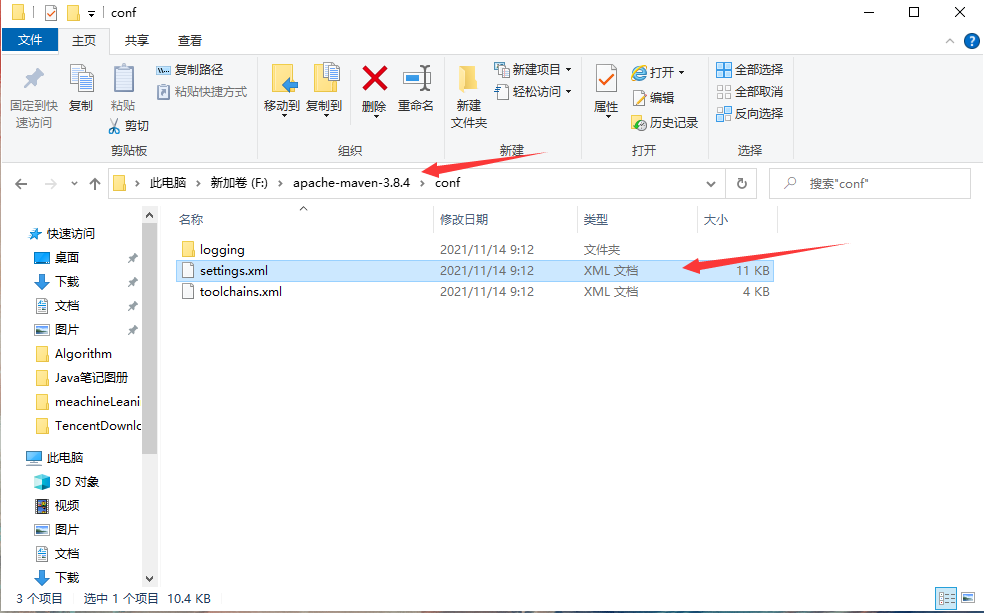 conf
文件 主页 共享 查看
固定到快速访问
复制
粘贴
复制路径
粘贴快捷方式
剪切
剪贴板
移动到 复制到 删除 重命名
组织
新建文件夹
新建项目
轻松访问
新建
属性
打开
编辑
历史记录
打开
全部选择
全部取消
反向选择
选择
此电脑 › 新加卷 (F:) › apache-maven-3.8.4 › conf
搜索"conf"
快速访问
桌面
下载
文档
图片
Algorithm
Java笔记图册
meachineLeani
TencentDownlc
此电脑
3D 对象
视频
图片
文档
下载
名称 修改日期 类型 大小
logging 2021/11/14 9:12 文件夹
settings.xml 2021/11/14 9:12 XML 文档 11 KB
toolchains.xml 2021/11/14 9:12 XML 文档 4 KB
3 个项目 选中 1 个项目 10.4 KB